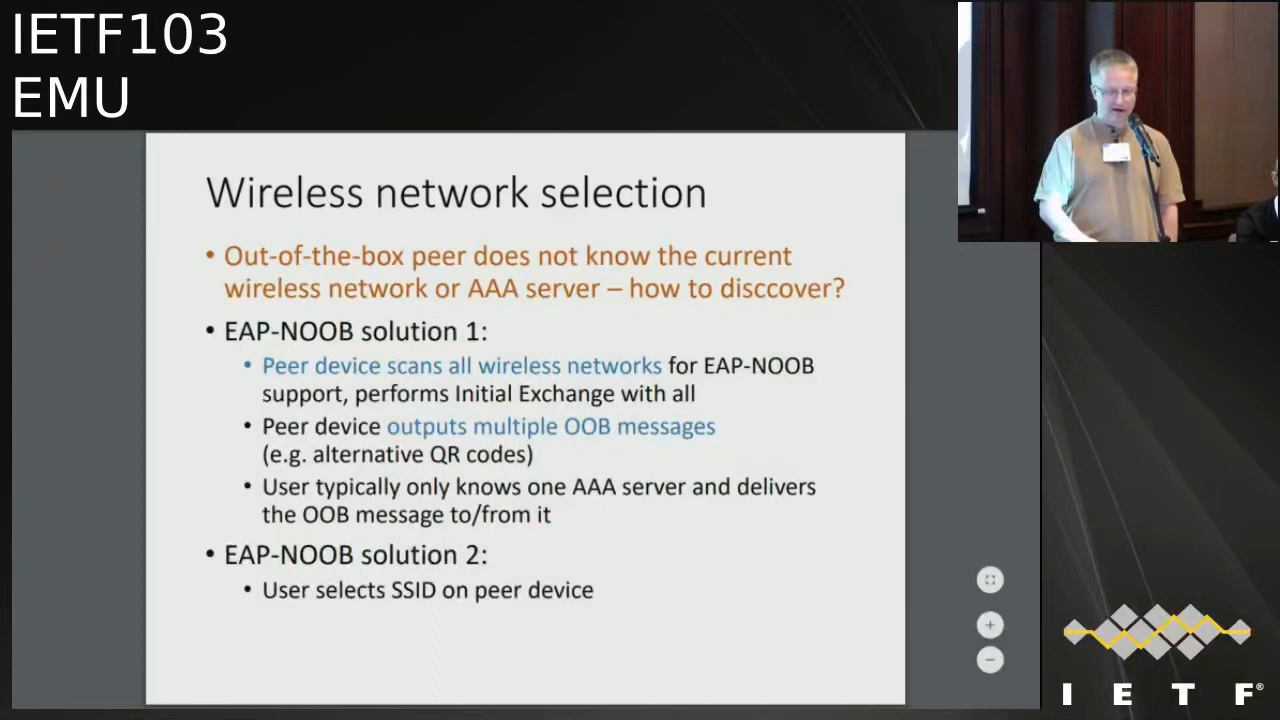 IETF103
EMU
Wireless network selection
• Out-of-the-box peer does not know the current
wireless network or AAA server – how to disccover?
• EAP-NOOB solution 1:
• Peer device scans all wireless networks for EAP-NOOB
support, performs Initial Exchange with all
• Peer device outputs multiple OOB messages
(e.g. alternative QR codes)
• User typically only knows one AAA server and delivers
the OOB message to/from it
• EAP-NOOB solution 2:
• User selects SSID on peer device
I E T F®